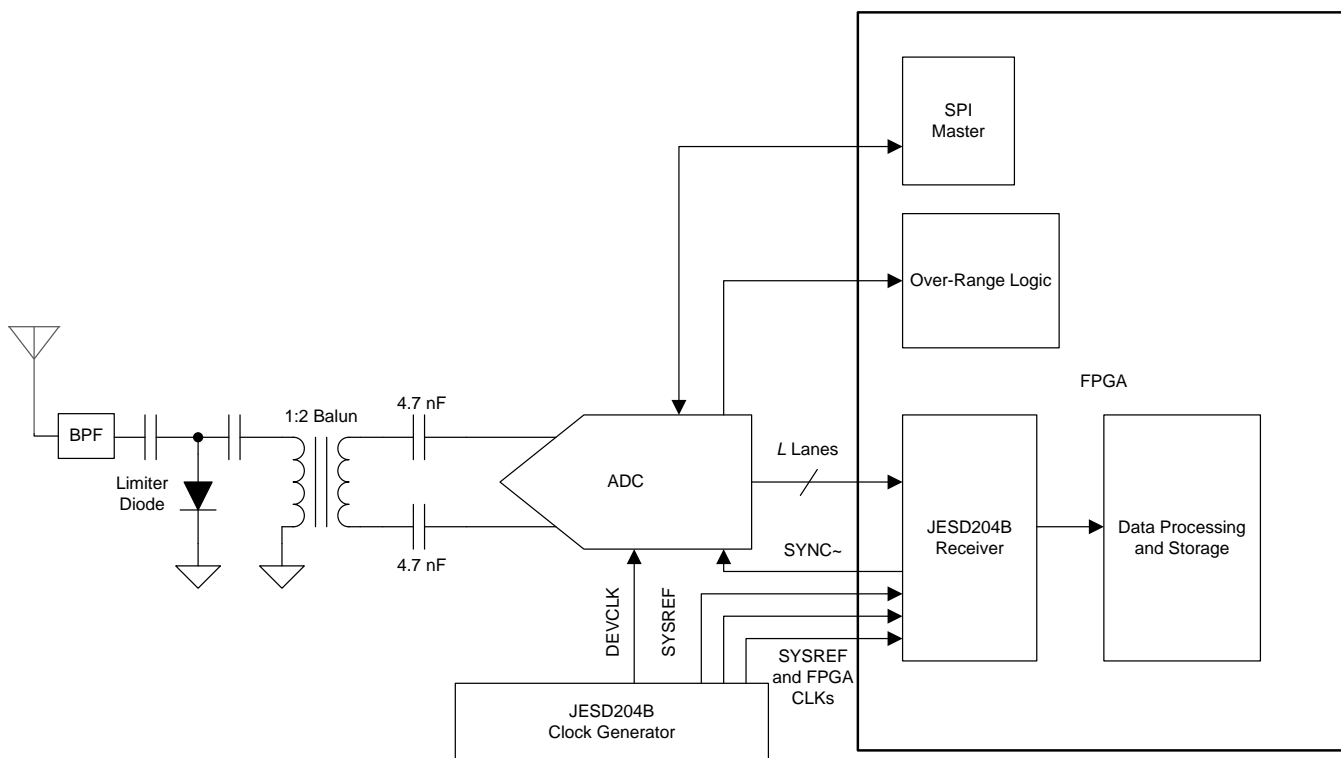 SPI
Master
Over-Range Logic
FPGA
1:2 Balun
4.7 nF
BPF
Limiter
Diode
4.7 nF
ADC
L Lanes
SYNC~
JESD204B
Receiver
Data Processing
and Storage
DEVCLK
SYSREF
SYSREF
and FPGA
CLKs
JESD204B
Clock Generator